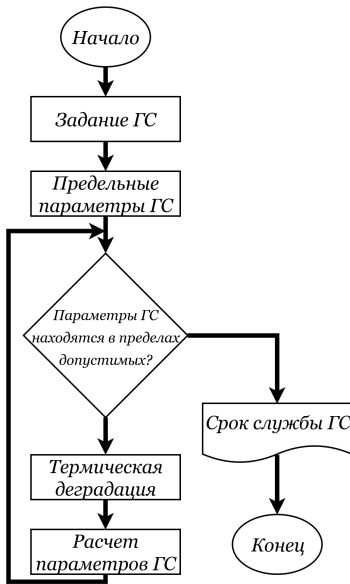 Начало
Задание ГС
Предельные
параметры ГС
Параметры ГС
находятся в пределах
допустимых?
Срок службы ГС
Термическая
деградация
Расчет
параметров ГС
Конец